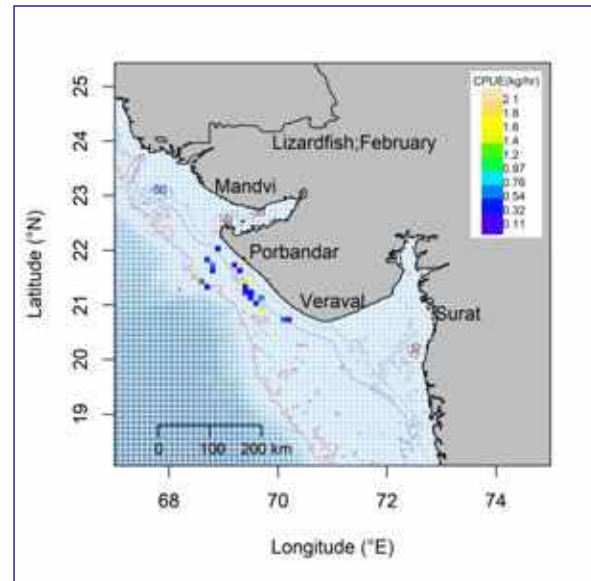 CPUE(kg/hr)
2.1
1.8
1.6
1.4
1.2
0.97
0.76
0.54
0.32
0.11
Lizardfish;February
Mandvi
Porbandar
Veraval
Surat
25
24
23
22
21
20
19
Latitude (°N)
0 100 200 km
68 70 72 74
Longitude (°E)